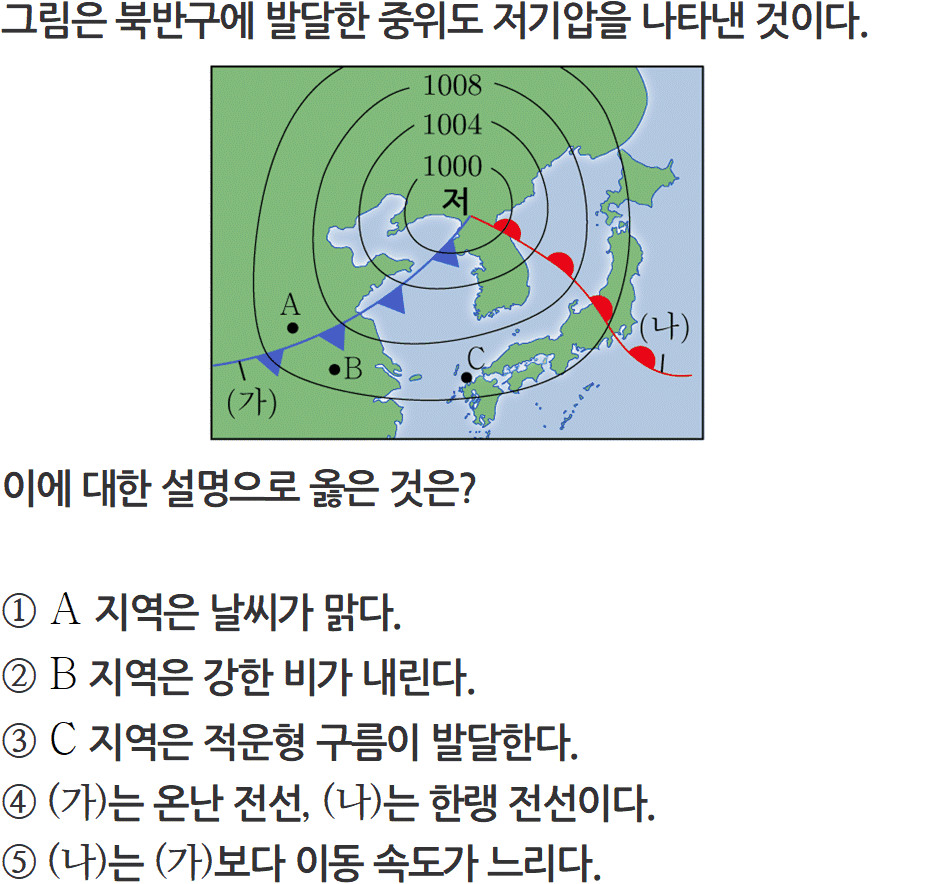 그림은 북반구에 발달한 중위도 저기압을 나타낸 것이다.
1008
1004
1000
저
A
B
C
(나)
(가)
이에 대한 설명으로 옳은 것은?
① A 지역은 날씨가 맑다.
② B 지역은 강한 비가 내린다.
③ C 지역은 적운형 구름이 발달한다.
④ (가)는 온난 전선, (나)는 한랭 전선이다.
⑤ (나)는 (가)보다 이동 속도가 느리다.